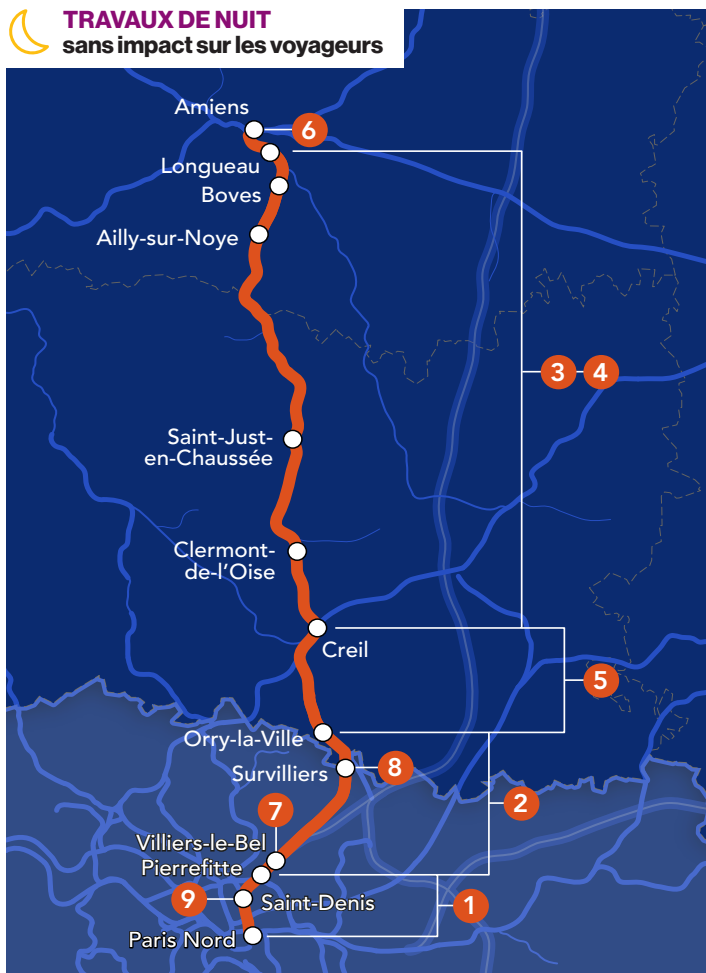 TRAVAUX DE NUIT
sans impact sur les voyageurs
Amiens
6
Longueau
Boves
Ailly-sur-Noye
3
4
Saint-Just-
en-Chaussée
Clermont-
de-l'Oise
Creil
5
Orry-la-Ville
Survilliers
8
2
7
Villiers-le-Bel
Pierrefitte
9
Saint-Denis
1
Paris Nord